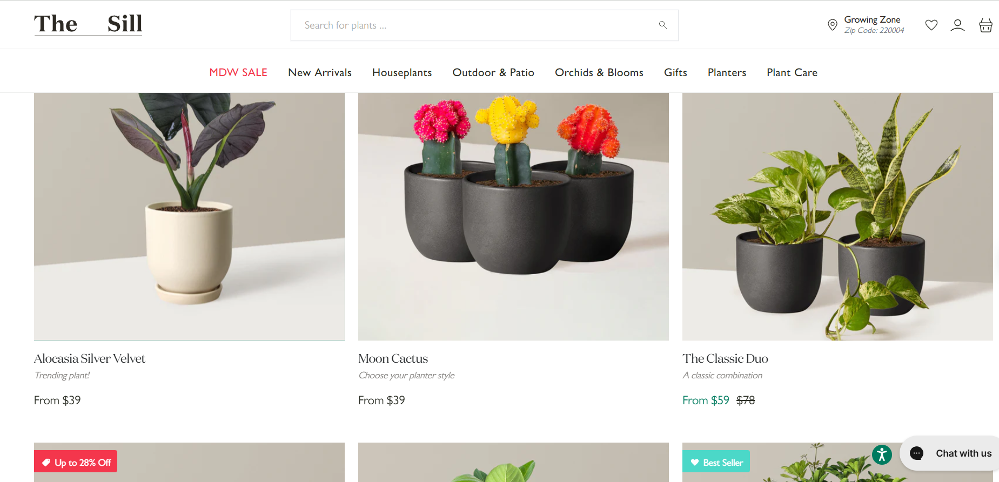 The Sill
Search for plants ...
Growing Zone
Zip Code: 220004
MDW SALE
New Arrivals
Houseplants
Outdoor & Patio
Orchids & Blooms
Gifts
Planters
Plant Care
Alocasia Silver Velvet
Trending plant!
From $39
Moon Cactus
Choose your planter style
From $39
The Classic Duo
A classic combination
From $59 $78
Up to 28% Off
Best Seller
Chat with us